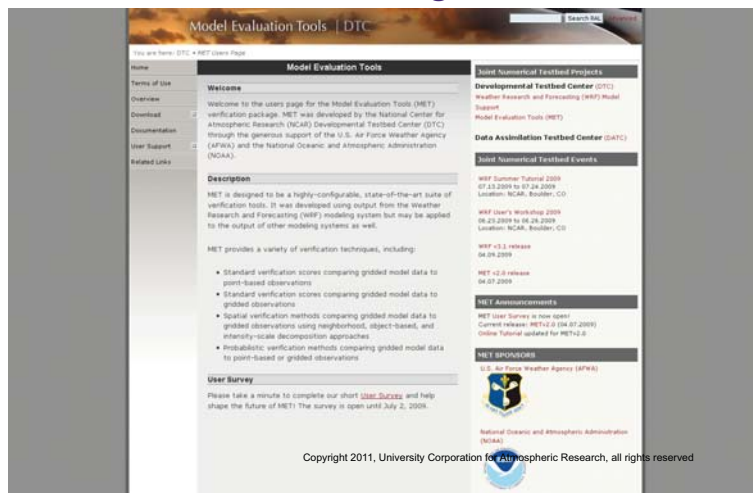 Model Evaluation Tools | DTC
Search RAL
Advanced
You are here: DTC • MET Users Page
Home
Terms of Use
Overview
Download
Documentation
User Support
Related Links
Model Evaluation Tools
Welcome
Welcome to the users page for the Model Evaluation Tools (MET)
verification package. MET was developed by the National Center for
Atmospheric Research (NCAR) Developmental Testbed Center (DTC)
through the generous support of the U.S. Air Force Weather Agency
(AFWA) and the National Oceanic and Atmospheric Administration
(NOAA).
Description
MET is designed to be a highly-configurable, state-of-the-art suite of
verification tools. It was developed using output from the Weather
Research and Forecasting (WRF) modeling system but may be applied
to the output of other modeling systems as well.
MET provides a variety of verification techniques, including:
• Standard verification scores comparing gridded model data to
point-based observations
• Standard verification scores comparing gridded model data to
gridded observations
• Spatial verification methods comparing gridded model data to
gridded observations using neighborhood, object-based, and
intensity-scale decomposition approaches
• Probabilistic verification methods comparing gridded model data
to point-based or gridded observations
User Survey
Please take a minute to complete our short User Survey and help
shape the future of MET! The survey is open until July 2, 2009.
Joint Numerical Testbed Projects
Developmental Testbed Center (DTC)
Weather Research and Forecasting (WRF) Model
Support
Model Evaluation Tools (MET)
Data Assimilation Testbed Center (DATC)
Joint Numerical Testbed Events
WRF Summer Tutorial 2009
07.13.2009 to 07.24.2009
Location: NCAR, Boulder, CO
WRF User's Workshop 2009
06.23.2009 to 06.26.2009
Location: NCAR, Boulder, CO
WRF v3.1 release
04.09.2009
MET v2.0 release
04.07.2009
MET Announcements
MET User Survey is now open!
Current release: METv2.0 (04.07.2009)
Online Tutorial updated for METv2.0
MET SPONSORS
U.S. Air Force Weather Agency (AFWA)
National Oceanic and Atmospheric Administration
(NOAA)
Copyright 2011, University Corporation for Atmospheric Research, all rights reserved